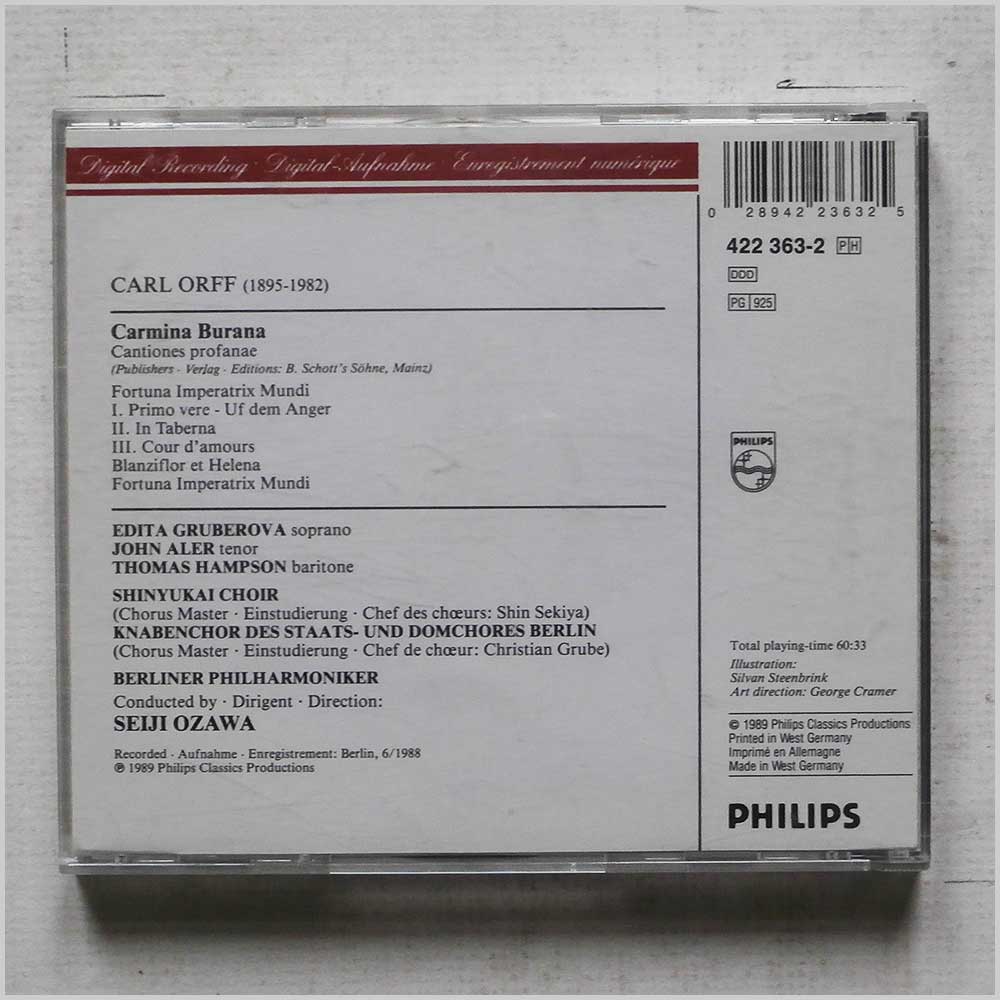 Digital Recording · Digital-Aufnahme · Enregistrement numérique
CARL ORFF (1895-1982)
Carmina Burana
Cantiones profanae
(Publishers · Verlag · Editions: B. Schott's Söhne, Mainz)
Fortuna Imperatrix Mundi
I. Primo vere - Uf dem Anger
II. In Taberna
III. Cour d'amours
Blanziflor et Helena
Fortuna Imperatrix Mundi
EDITA GRUBEROVA soprano
JOHN ALER tenor
THOMAS HAMPSON baritone
SHINYUKAI CHOIR
(Chorus Master · Einstudierung · Chef des chœurs: Shin Sekiya)
KNABENCHOR DES STAATS- UND DOMCHORES BERLIN
(Chorus Master · Einstudierung · Chef de chœur: Christian Grube)
BERLINER PHILHARMONIKER
Conducted by · Dirigent · Direction:
SEIJI OZAWA
Recorded · Aufnahme · Enregistrement: Berlin, 6/1988
℗ 1989 Philips Classics Productions
0 28942 23632 5
422 363-2 PH
DDD
PG 925
PHILIPS
Total playing-time 60:33
Illustration:
Silvan Steenbrink
Art direction: George Cramer
© 1989 Philips Classics Productions
Printed in West Germany
Imprimé en Allemagne
Made in West Germany
PHILIPS